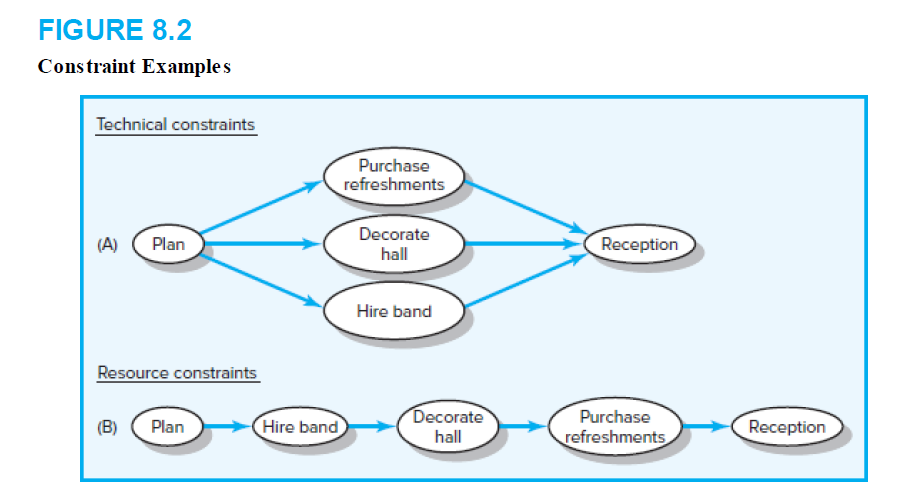 FIGURE 8.2
Constraint Examples
Technical constraints
Purchase
refreshments
(A)
Plan
Decorate
hall
Reception
Hire band
Resource constraints
(B)
Plan
Hire band
Decorate
hall
Purchase
refreshments
Reception